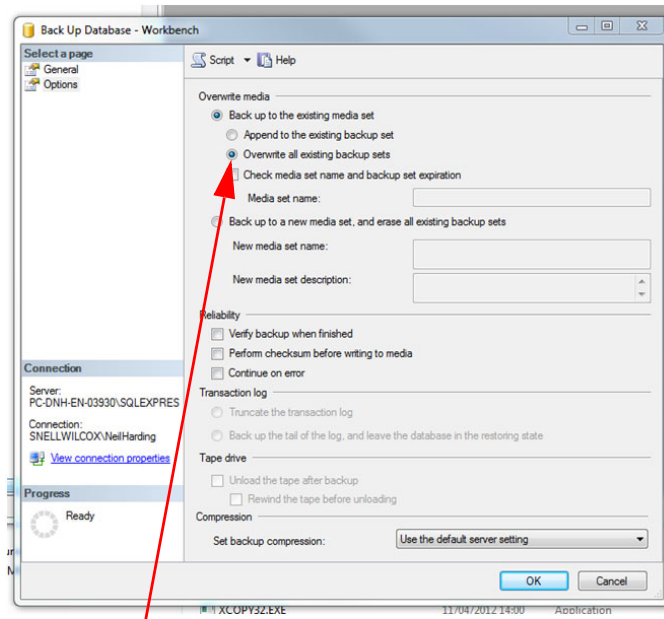 Back Up Database - Workbench
Select a page
General
Options
Script Help
Overwrite media
Back up to the existing media set
Append to the existing backup set
Overwrite all existing backup sets
Check media set name and backup set expiration
Media set name:
Back up to a new media set, and erase all existing backup sets
New media set name:
New media set description:
Reliability
Verify backup when finished
Perform checksum before writing to media
Continue on error
Transaction log
Truncate the transaction log
Back up the tail of the log, and leave the database in the restoring state
Tape drive
Unload the tape after backup
Rewind the tape before unloading
Compression
Set backup compression: Use the default server setting
Connection
Server:
PC-DNH-EN-03930\SQLEXPRES
Connection:
SNELLWILCOX\NeilHarding
View connection properties
Progress
Ready
OK Cancel
XCOPY32.EXE 11/04/2012 14:00 Application